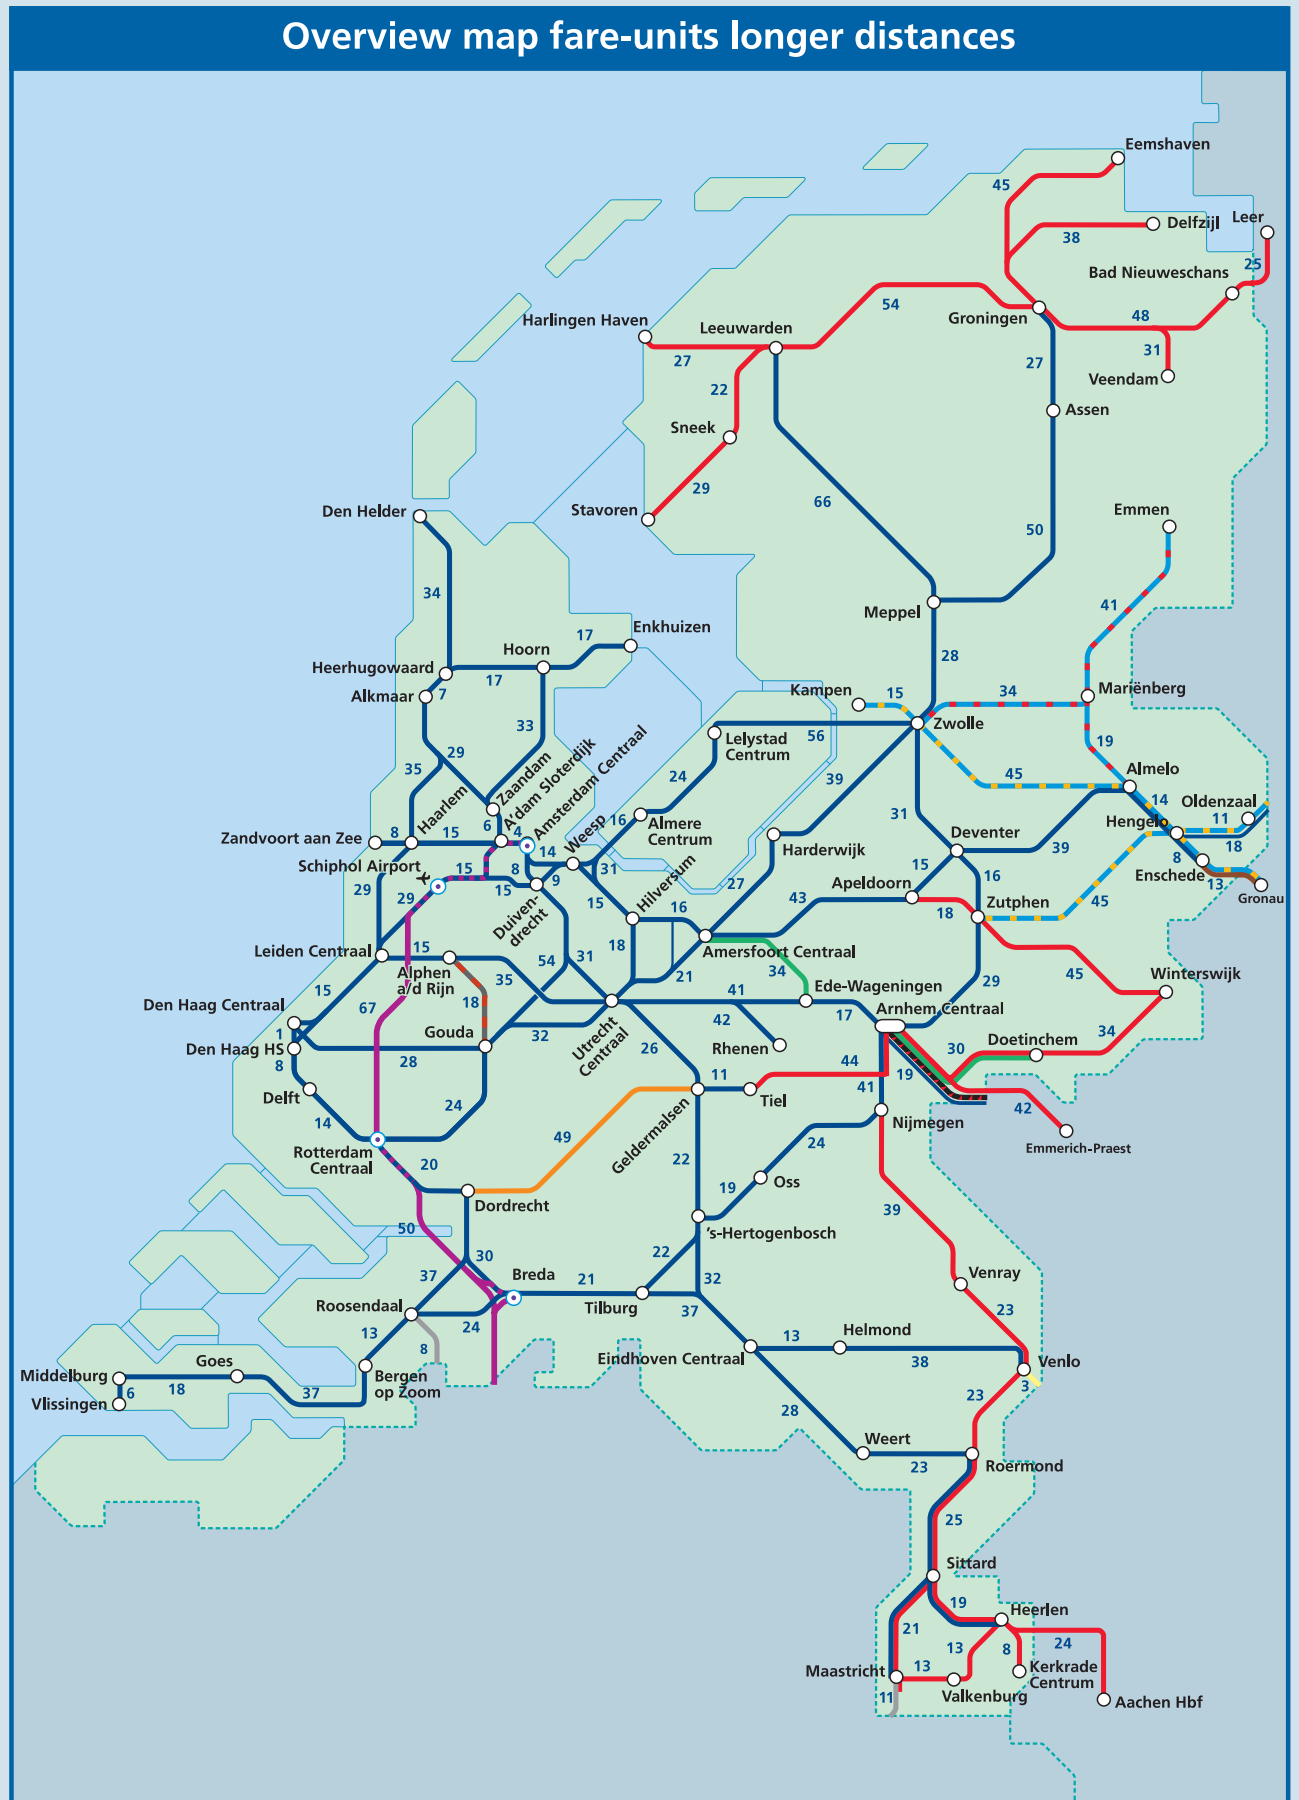 Overview map fare-units longer distances
Eemshaven
45
Delfzijl
Leer
38
25
Bad Nieuweschans
54
Harlingen Haven
Leeuwarden
Groningen
48
27
27
31
22
Veendam
Assen
Sneek
29
66
Stavoren
Den Helder
Emmen
50
34
41
Meppel
Enkhuizen
17
Hoorn
28
Heerhugowaard
17
Alkmaar
7
Kampen
15
34
Mariënberg
33
Zwolle
Lelystad
Centrum
56
19
29
35
Zaandam
A'dam Sloterdijk
Amsterdam Centraal
24
39
45
Almelo
14
Oldenzaal
Haarlem
Weesp
16
Almere
Centrum
31
Hengelo
11
Zandvoort aan Zee
8
15
6
4
14
Deventer
39
18
Harderwijk
8
Schiphol Airport
15
15
8
9
31
Hilversum
27
15
Enschede
13
Gronau
Apeldoorn
16
29
29
Duiven-
drecht
15
16
43
18
Zutphen
45
Leiden Centraal
15
18
Amersfoort Centraal
Alphen
a/d Rijn
35
54
31
21
34
29
45
Winterswijk
15
67
18
41
Ede-Wageningen
Den Haag Centraal
17
Arnhem Centraal
1
Gouda
32
42
34
Den Haag HS
Utrecht
Centraal
26
Rhenen
30
Doetinchem
8
28
44
19
11
Delft
41
Tiel
42
14
24
Nijmegen
Geldermalsen
Emmerich-Praest
49
24
Rotterdam
Centraal
20
22
19
Oss
Dordrecht
39
50
's-Hertogenbosch
30
22
37
Breda
21
32
Venray
Roosendaal
Tilburg
37
23
13
24
13
Helmond
8
Eindhoven Centraal
38
Venlo
Goes
Middelburg
Bergen
op Zoom
3
6
18
37
23
Vlissingen
28
Weert
23
Roermond
25
Sittard
19
Heerlen
21
13
8
24
Maastricht
13
Kerkrade
Centrum
11
Valkenburg
Aachen Hbf